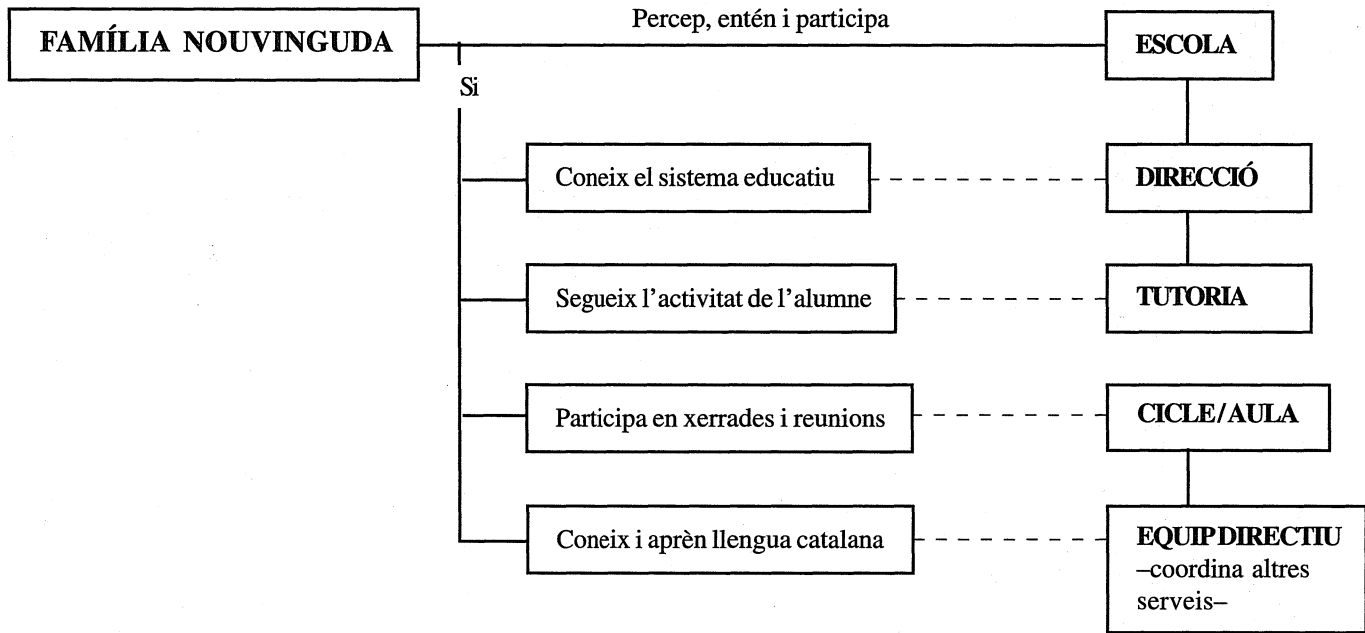 Percep, entén i participa
FAMÍLIA NOUVINGUDA
ESCOLA
Si
Coneix el sistema educatiu
DIRECCIÓ
Segueix l’activitat de l’alumne
TUTORIA
Participa en xerrades i reunions
CICLE/AULA
Coneix i aprèn llengua catalana
EQUIP DIRECTIU
–coordina altres
serveis–